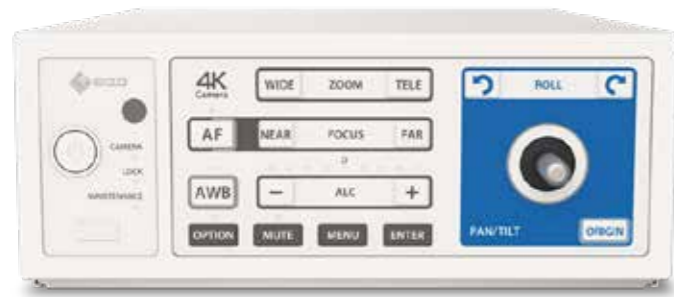 EIZO
CAMERA
LOCK
MAINTENANCE
4K
Camera
WIDE ZOOM TELE
AF NEAR FOCUS FAR
AWB − ALC +
OPTION MUTE MENU ENTER
ROLL
PAN/TILT ORIGIN